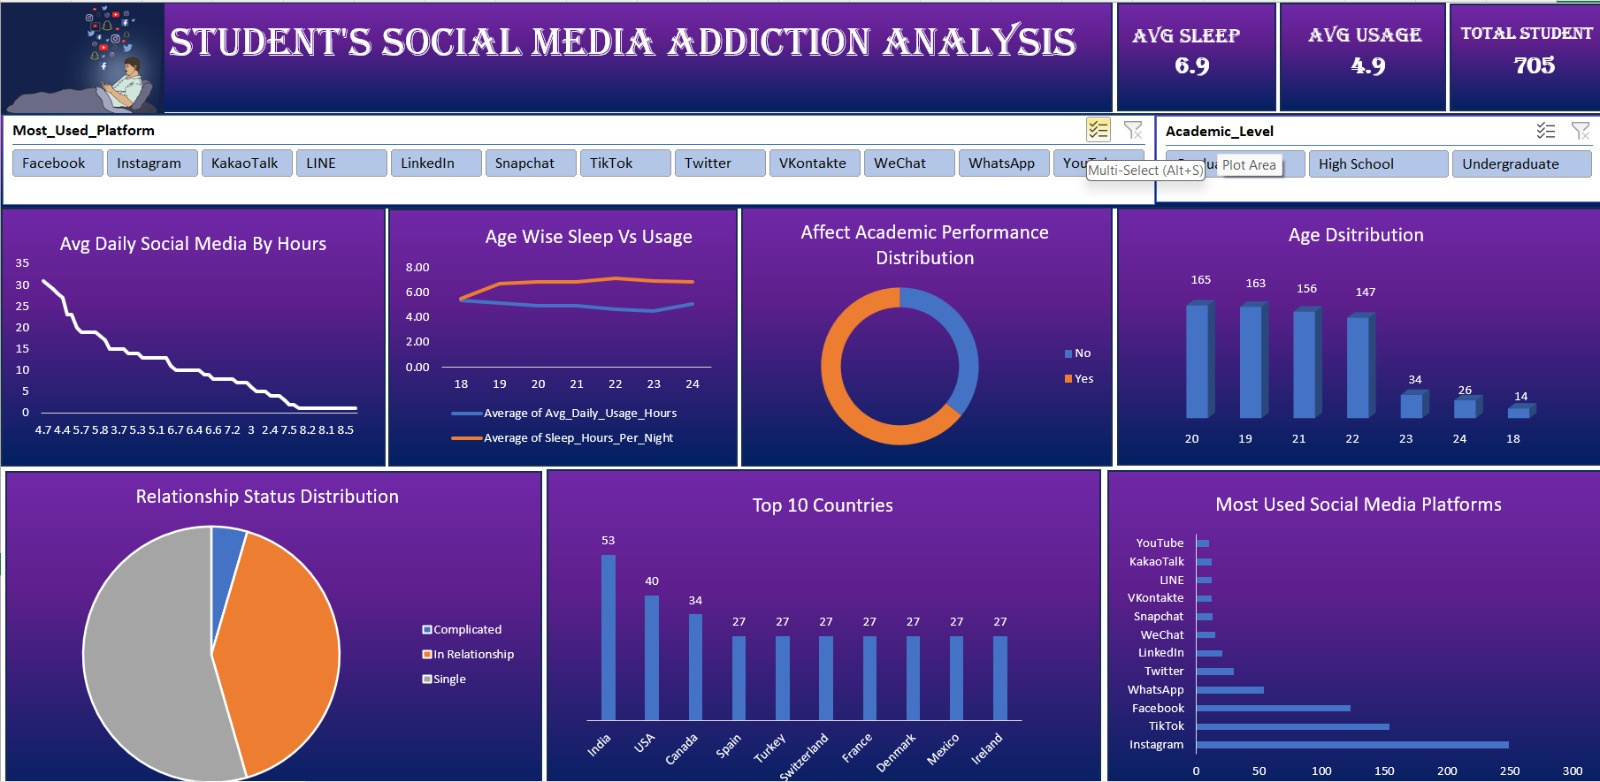 STUDENT'S SOCIAL MEDIA ADDICTION ANALYSIS
AVG SLEEP
6.9
AVG USAGE
4.9
TOTAL STUDENT
705
Most_Used_Platform
Facebook Instagram KakaoTalk LINE LinkedIn Snapchat TikTok Twitter VKontakte WeChat WhatsApp
Multi-Select (Alt+S)
Academic_Level
High School Undergraduate
Plot Area
Avg Daily Social Media By Hours
35
30
25
20
15
10
5
0
4.7 4.4 5.7 5.8 3.7 5.3 5.1 6.7 6.4 6.6 7.2 3 2.4 7.5 8.2 8.1 8.5
Age Wise Sleep Vs Usage
8.00
6.00
4.00
2.00
0.00
18 19 20 21 22 23 24
Average of Avg_Daily_Usage_Hours
Average of Sleep_Hours_Per_Night
Affect Academic Performance
Distribution
No
Yes
Age Dsitribution
165 163 156 147 34 26 14
20 19 21 22 23 24 18
Relationship Status Distribution
Complicated
In Relationship
Single
Top 10 Countries
53 40 34 27 27 27 27 27 27 27
India USA Canada Spain Turkey Switzerland France Denmark Mexico Ireland
Most Used Social Media Platforms
YouTube
KakaoTalk
LINE
VKontakte
Snapchat
WeChat
LinkedIn
Twitter
WhatsApp
Facebook
TikTok
Instagram
0 50 100 150 200 250 300